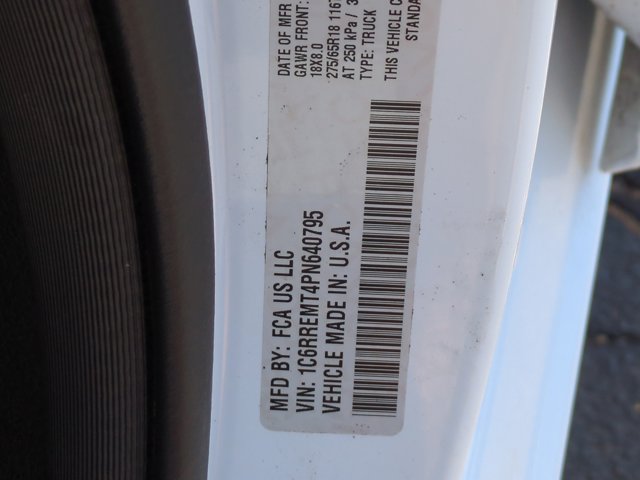 MFD BY: FCA US LLC
DATE OF MFR
GAWR FRONT:
18X8.0
275/65R18 116T
AT 250 kPa / 3
TYPE: TRUCK
VIN: 1C6RREMT4PN640795
VEHICLE MADE IN: U.S.A.
THIS VEHICLE C
STANDA